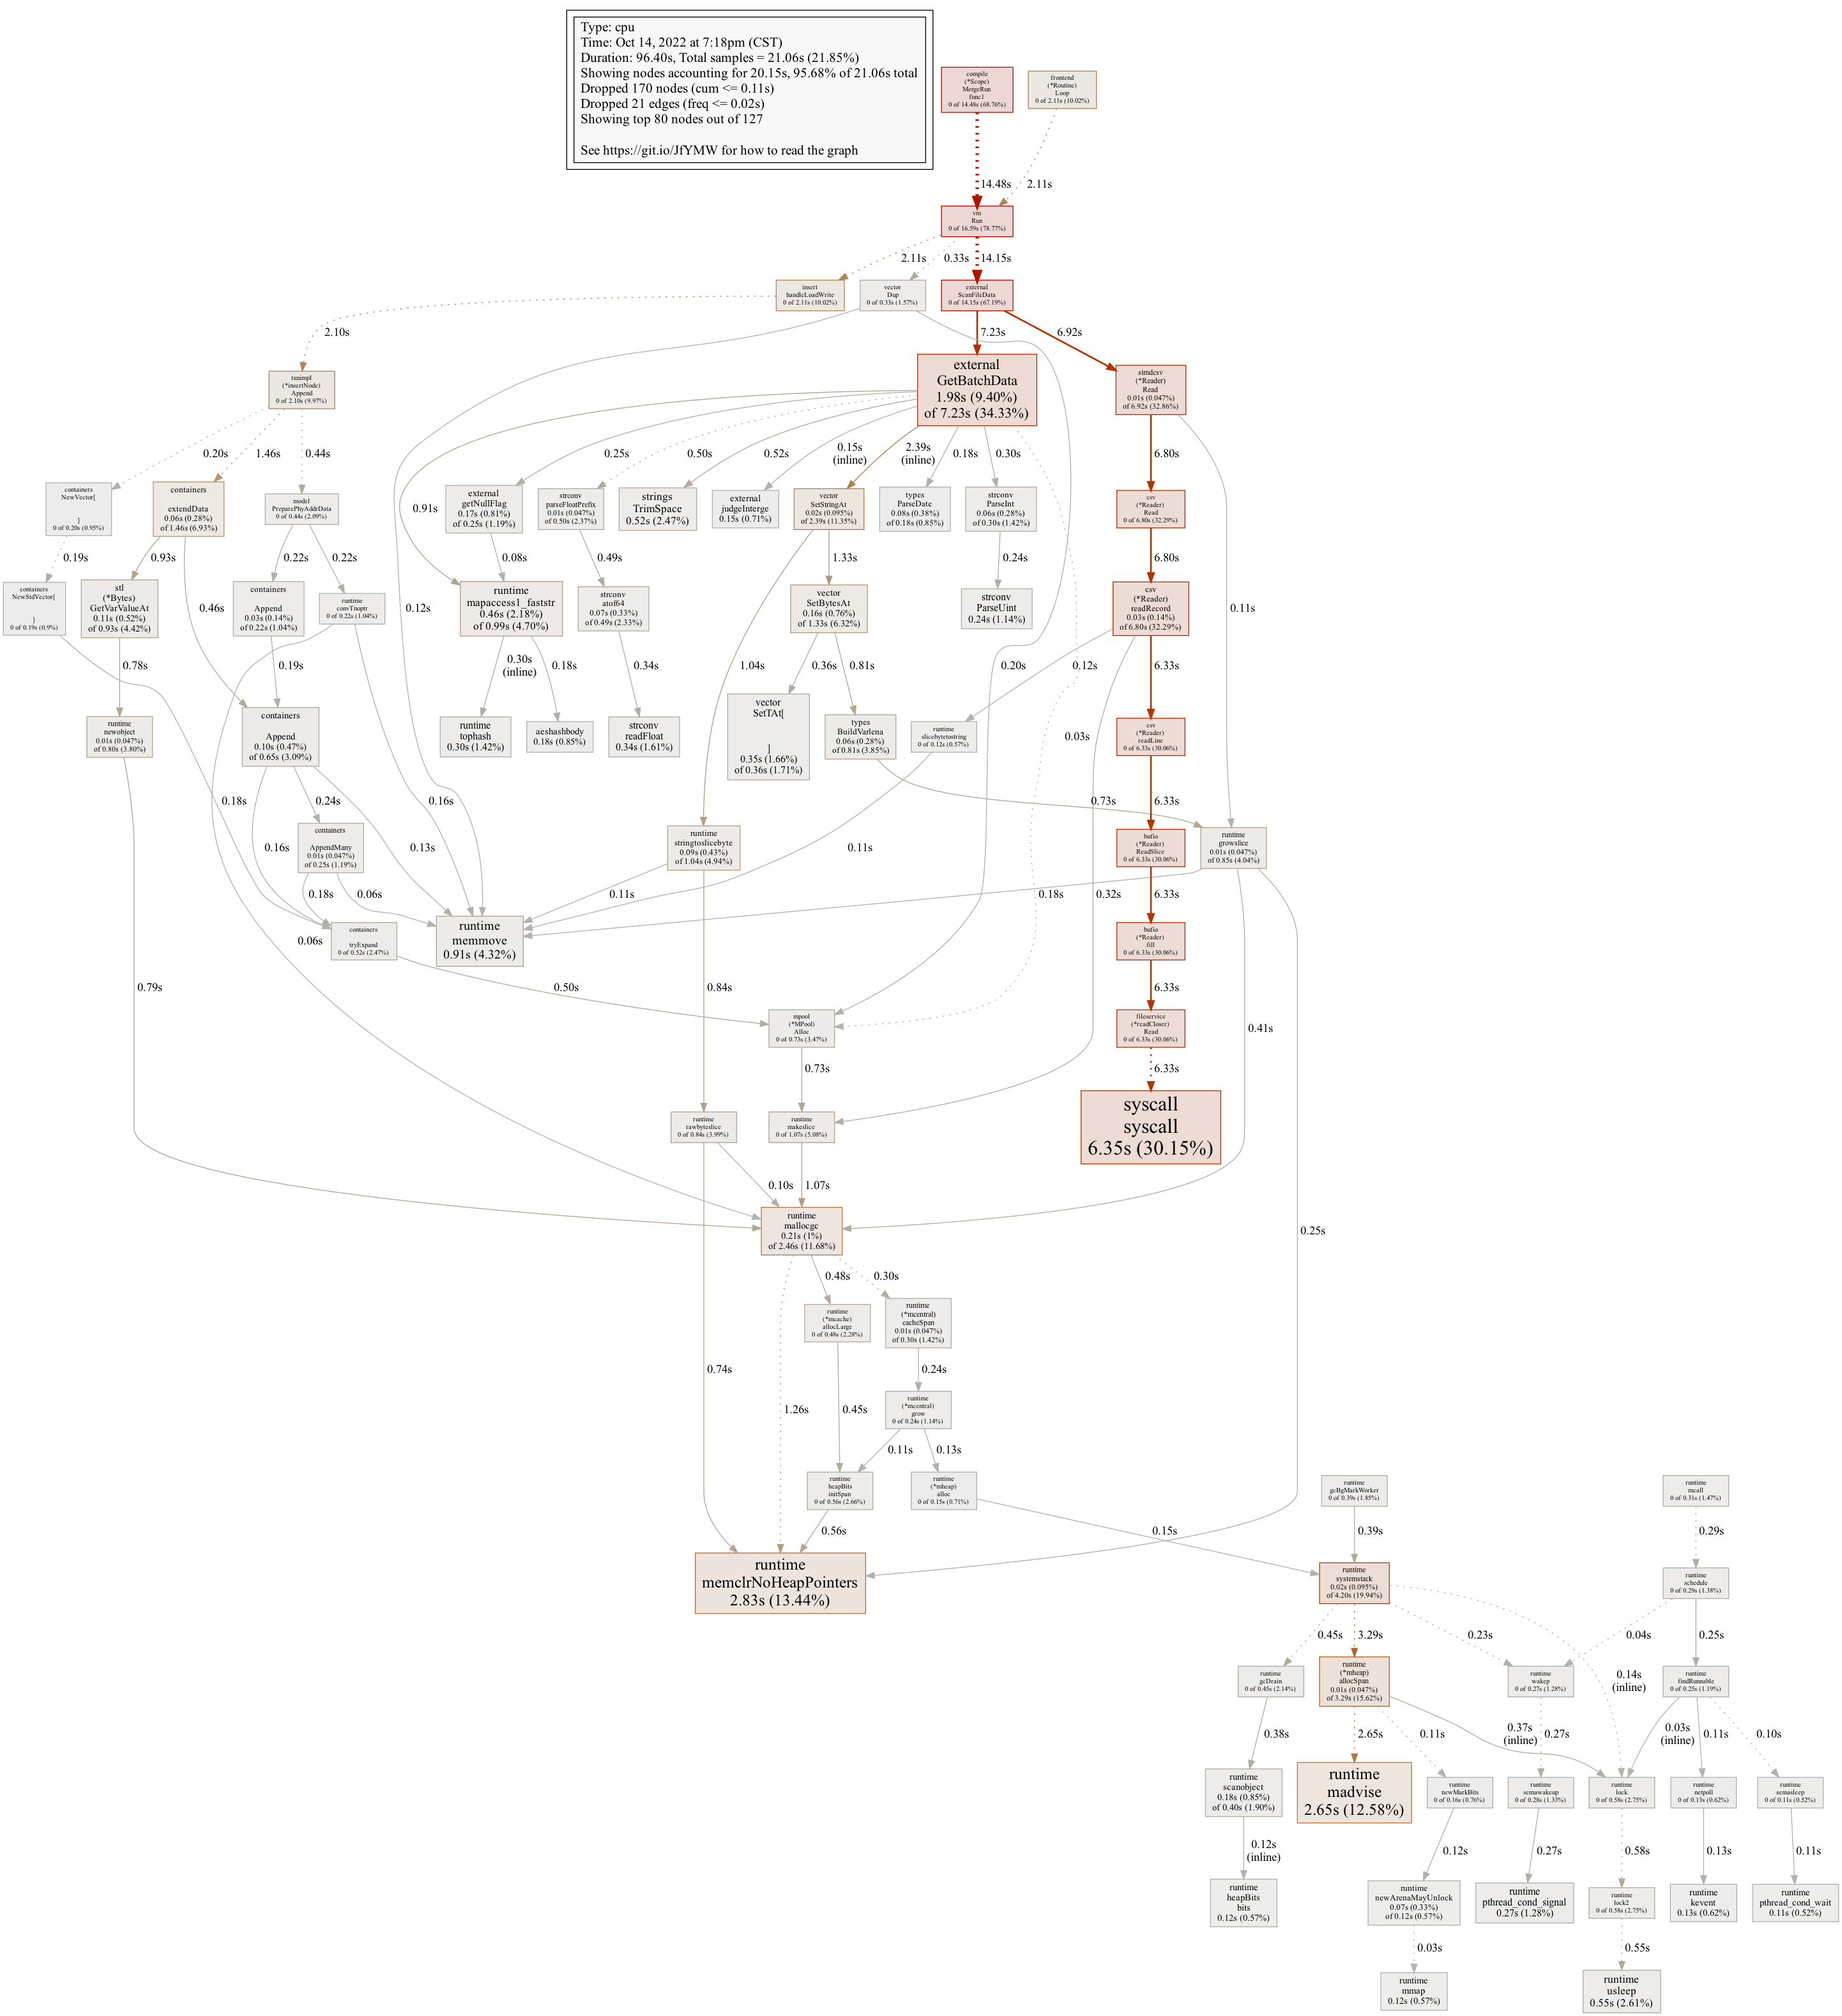 Type: cpu
Time: Oct 14, 2022 at 7:18pm (CST)
Duration: 96.40s, Total samples = 21.06s (21.85%)
Showing nodes accounting for 20.15s, 95.68% of 21.06s total
Dropped 170 nodes (cum <= 0.11s)
Dropped 21 edges (freq <= 0.02s)
Showing top 80 nodes out of 127
See https://git.io/JfYMW for how to read the graph
compile
(*Scope)
MergeRun
func1
0 of 14.48s (68.76%)
frontend
(*Routine)
Loop
0 of 2.11s (10.02%)
14.48s
2.11s
vm
Run
0 of 16.59s (78.77%)
2.11s
0.33s
14.15s
insert
handleLoadWrite
0 of 2.11s (10.02%)
vector
Dup
0 of 0.33s (1.57%)
external
ScanFileData
0 of 14.15s (67.19%)
2.10s
7.23s
6.92s
txnimpl
(*insertNode)
Append
0 of 2.10s (9.97%)
external
GetBatchData
1.98s (9.40%)
of 7.23s (34.33%)
simdcsv
(*Reader)
Read
0.01s (0.047%)
of 6.92s (32.86%)
0.20s
1.46s
0.44s
0.25s
0.50s
0.52s
0.15s
(inline)
2.39s
(inline)
0.18s
0.30s
6.80s
containers
NewVector[
]
0 of 0.20s (0.95%)
containers
extendData
0.06s (0.28%)
of 1.46s (6.93%)
model
PreparePhyAddrData
0 of 0.44s (2.09%)
0.91s
external
getNullFlag
0.17s (0.81%)
of 0.25s (1.19%)
strconv
parseFloatPrefix
0.01s (0.047%)
of 0.50s (2.37%)
strings
TrimSpace
0.52s (2.47%)
external
judgeInterge
0.15s (0.71%)
vector
SetStringAt
0.02s (0.095%)
of 2.39s (11.35%)
types
ParseDate
0.08s (0.38%)
of 0.18s (0.85%)
strconv
ParseInt
0.06s (0.28%)
of 0.30s (1.42%)
csv
(*Reader)
Read
0 of 6.80s (32.29%)
0.19s
0.93s
0.22s
0.22s
0.08s
0.49s
1.33s
0.24s
6.80s
containers
NewStdVector[
]
0 of 0.19s (0.9%)
stl
(*Bytes)
GetVarValueAt
0.11s (0.52%)
of 0.93s (4.42%)
0.46s
containers
Append
0.03s (0.14%)
of 0.22s (1.04%)
runtime
convTnoptr
0 of 0.22s (1.04%)
0.12s
runtime
mapaccess1_faststr
0.46s (2.18%)
of 0.99s (4.70%)
strconv
atof64
0.07s (0.33%)
of 0.49s (2.33%)
vector
SetBytesAt
0.16s (0.76%)
of 1.33s (6.32%)
strconv
ParseUint
0.24s (1.14%)
csv
(*Reader)
readRecord
0.03s (0.14%)
of 6.80s (32.29%)
0.11s
0.78s
0.19s
0.30s
(inline)
0.18s
0.34s
1.04s
0.36s
0.81s
0.20s
0.12s
6.33s
runtime
newobject
0.01s (0.047%)
of 0.80s (3.80%)
containers
Append
0.10s (0.47%)
of 0.65s (3.09%)
runtime
tophash
0.30s (1.42%)
aeshashbody
0.18s (0.85%)
strconv
readFloat
0.34s (1.61%)
vector
SetTAt[
]
0.35s (1.66%)
of 0.36s (1.71%)
types
BuildVarlena
0.06s (0.28%)
of 0.81s (3.85%)
runtime
slicebytetostring
0 of 0.12s (0.57%)
0.03s
csv
(*Reader)
readLine
0 of 6.33s (30.06%)
0.18s
0.24s
0.16s
0.73s
6.33s
0.16s
containers
AppendMany
0.01s (0.047%)
of 0.25s (1.19%)
0.13s
runtime
stringtoslicebyte
0.09s (0.43%)
of 1.04s (4.94%)
0.11s
bufio
(*Reader)
ReadSlice
0 of 6.33s (30.06%)
runtime
growslice
0.01s (0.047%)
of 0.85s (4.04%)
0.18s
0.06s
0.11s
0.18s
0.32s
6.33s
0.06s
containers
tryExpand
0 of 0.52s (2.47%)
runtime
memmove
0.91s (4.32%)
bufio
(*Reader)
fill
0 of 6.33s (30.06%)
0.79s
0.50s
0.84s
6.33s
mpool
(*MPool)
Alloc
0 of 0.73s (3.47%)
fileservice
(*readCloser)
Read
0 of 6.33s (30.06%)
0.41s
0.73s
6.33s
runtime
rawbyteslice
0 of 0.84s (3.99%)
runtime
makeslice
0 of 1.07s (5.08%)
syscall
syscall
6.35s (30.15%)
0.10s
1.07s
runtime
mallocgc
0.21s (1%)
of 2.46s (11.68%)
0.25s
0.48s
0.30s
runtime
(*mcache)
allocLarge
0 of 0.48s (2.28%)
runtime
(*mcentral)
cacheSpan
0.01s (0.047%)
of 0.30s (1.42%)
0.74s
0.24s
1.26s
0.45s
runtime
(*mcentral)
grow
0 of 0.24s (1.14%)
0.11s
0.13s
runtime
heapBits
initSpan
0 of 0.56s (2.66%)
runtime
(*mheap)
alloc
0 of 0.15s (0.71%)
runtime
gcBgMarkWorker
0 of 0.39s (1.85%)
runtime
mcall
0 of 0.31s (1.47%)
0.56s
0.15s
0.39s
0.29s
runtime
memclrNoHeapPointers
2.83s (13.44%)
runtime
systemstack
0.02s (0.095%)
of 4.20s (19.94%)
runtime
schedule
0 of 0.29s (1.38%)
0.45s
3.29s
0.23s
0.04s
0.25s
runtime
gcDrain
0 of 0.45s (2.14%)
runtime
(*mheap)
allocSpan
0.01s (0.047%)
of 3.29s (15.62%)
runtime
wakep
0 of 0.27s (1.28%)
0.14s
(inline)
runtime
findRunnable
0 of 0.25s (1.19%)
0.38s
2.65s
0.11s
0.37s
(inline)
0.27s
0.03s
(inline)
0.11s
0.10s
runtime
scanobject
0.18s (0.85%)
of 0.40s (1.90%)
runtime
madvise
2.65s (12.58%)
runtime
newMarkBits
0 of 0.16s (0.76%)
runtime
semawakeup
0 of 0.28s (1.33%)
runtime
lock
0 of 0.58s (2.75%)
runtime
netpoll
0 of 0.13s (0.62%)
runtime
semasleep
0 of 0.11s (0.52%)
0.12s
(inline)
0.12s
0.27s
0.58s
0.13s
0.11s
runtime
heapBits
bits
0.12s (0.57%)
runtime
newArenaMayUnlock
0.07s (0.33%)
of 0.12s (0.57%)
runtime
pthread_cond_signal
0.27s (1.28%)
runtime
lock2
0 of 0.58s (2.75%)
runtime
kevent
0.13s (0.62%)
runtime
pthread_cond_wait
0.11s (0.52%)
0.03s
0.55s
runtime
mmap
0.12s (0.57%)
runtime
usleep
0.55s (2.61%)